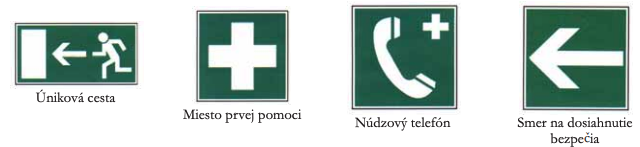 Úniková cesta
Miesto prvej pomoci
Núdzový telefón
Smer na dosiahnutie
bezpečia